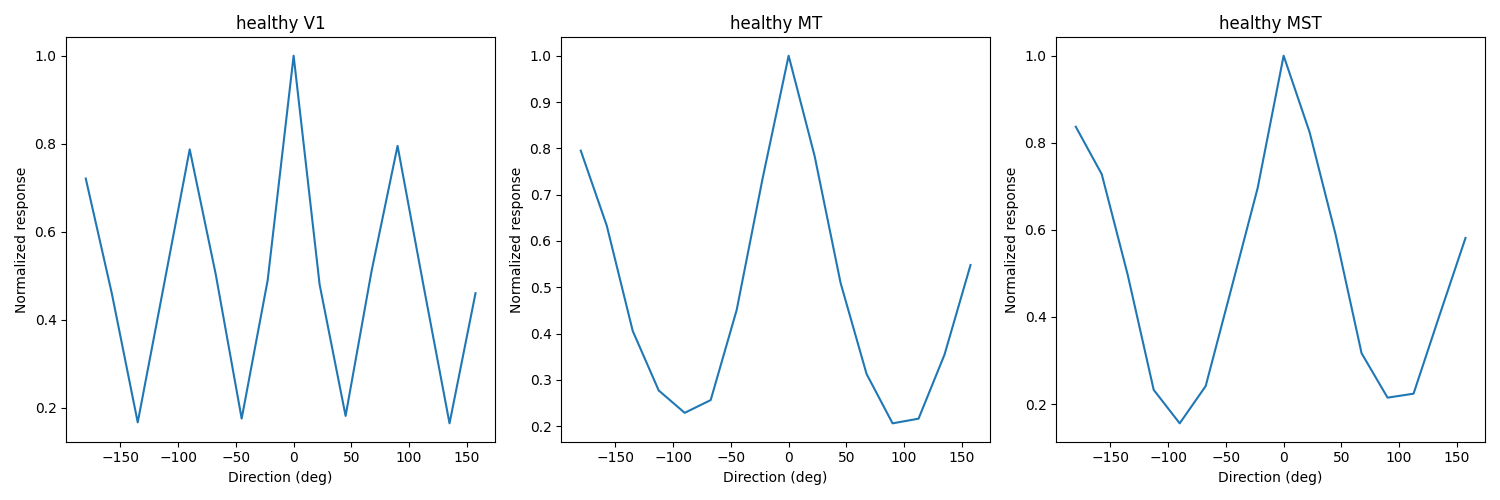 healthy V1
Normalized response
1.0
0.8
0.6
0.4
0.2
−150 −100 −50 0 50 100 150
Direction (deg)
healthy MT
Normalized response
1.0
0.9
0.8
0.7
0.6
0.5
0.4
0.3
0.2
−150 −100 −50 0 50 100 150
Direction (deg)
healthy MST
Normalized response
1.0
0.8
0.6
0.4
0.2
−150 −100 −50 0 50 100 150
Direction (deg)